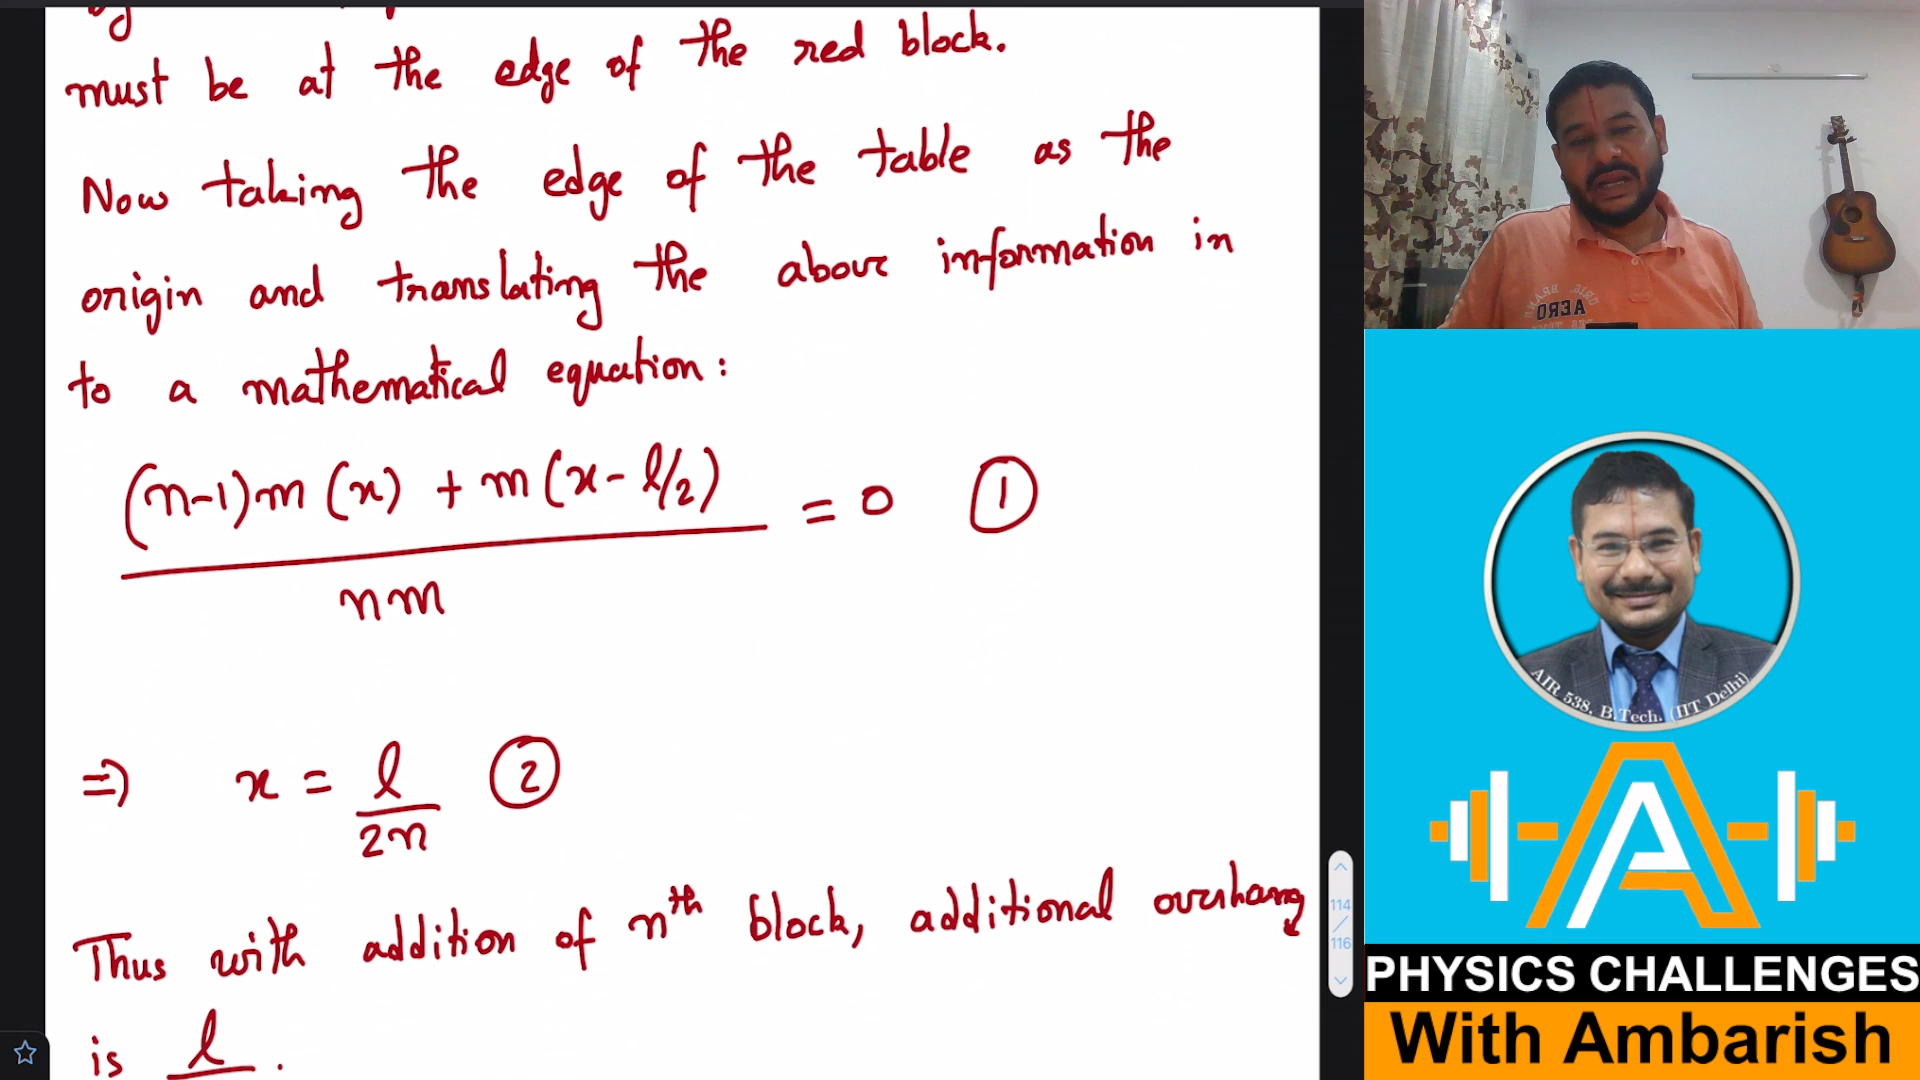 must be at the edge of the red block.
Now taking the edge of the table as the
origin and translating the above information in
to a mathematical equation:
(n-1)m (x) + m (x - l/2)
= 0 ①
nm
⇒ x = l
2n ②
Thus with addition of nth block, additional overhang
is l .
114
/
116
AERO
AIR 538, B.Tech. (IIT Delhi)
A
PHYSICS CHALLENGES
With Ambarish